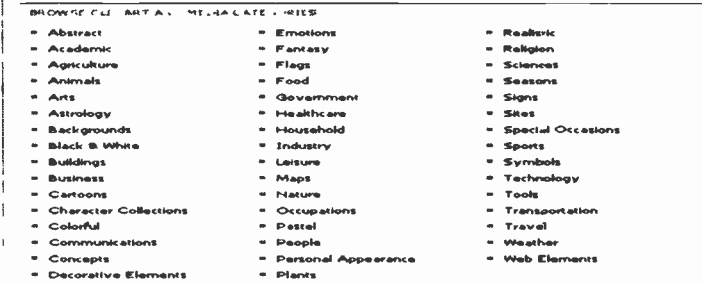 BROWSE
Abstract
Academic
Agriculture
Animals
Arts
Astrology
Backgrounds
Black & White
Buildings
Business
Cartoons
Character Collections
Colorful
Communications
Concepts
Decorative Elements
Emotions
Fantasy
Flags
Food
Government
Healthcare
Household
Industry
Leisure
Maps
Nature
Occupations
Pastel
People
Personal Appearance
Plants
Realistic
Religion
Sciences
Seasons
Signs
Sites
Special Occasions
Sports
Symbols
Technology
Tools
Transportation
Travel
Weather
Web Elements